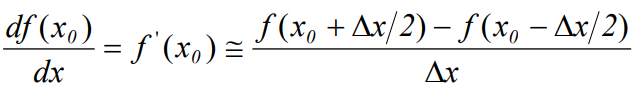 df(x₀)/dx = f'(x₀) ≅ (f(x₀ + Δx/2) − f(x₀ − Δx/2))/Δx